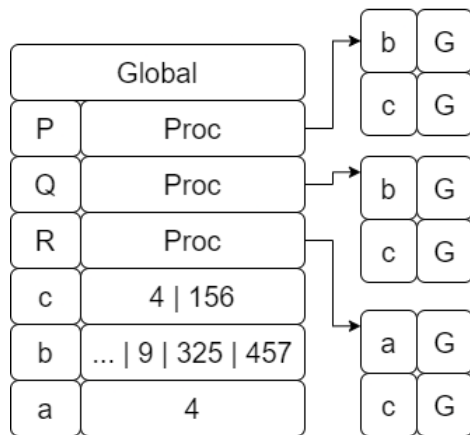 Global
P Proc
Q Proc
R Proc
c 4 | 156
b ... | 9 | 325 | 457
a 4
b G
c G
b G
c G
a G
c G